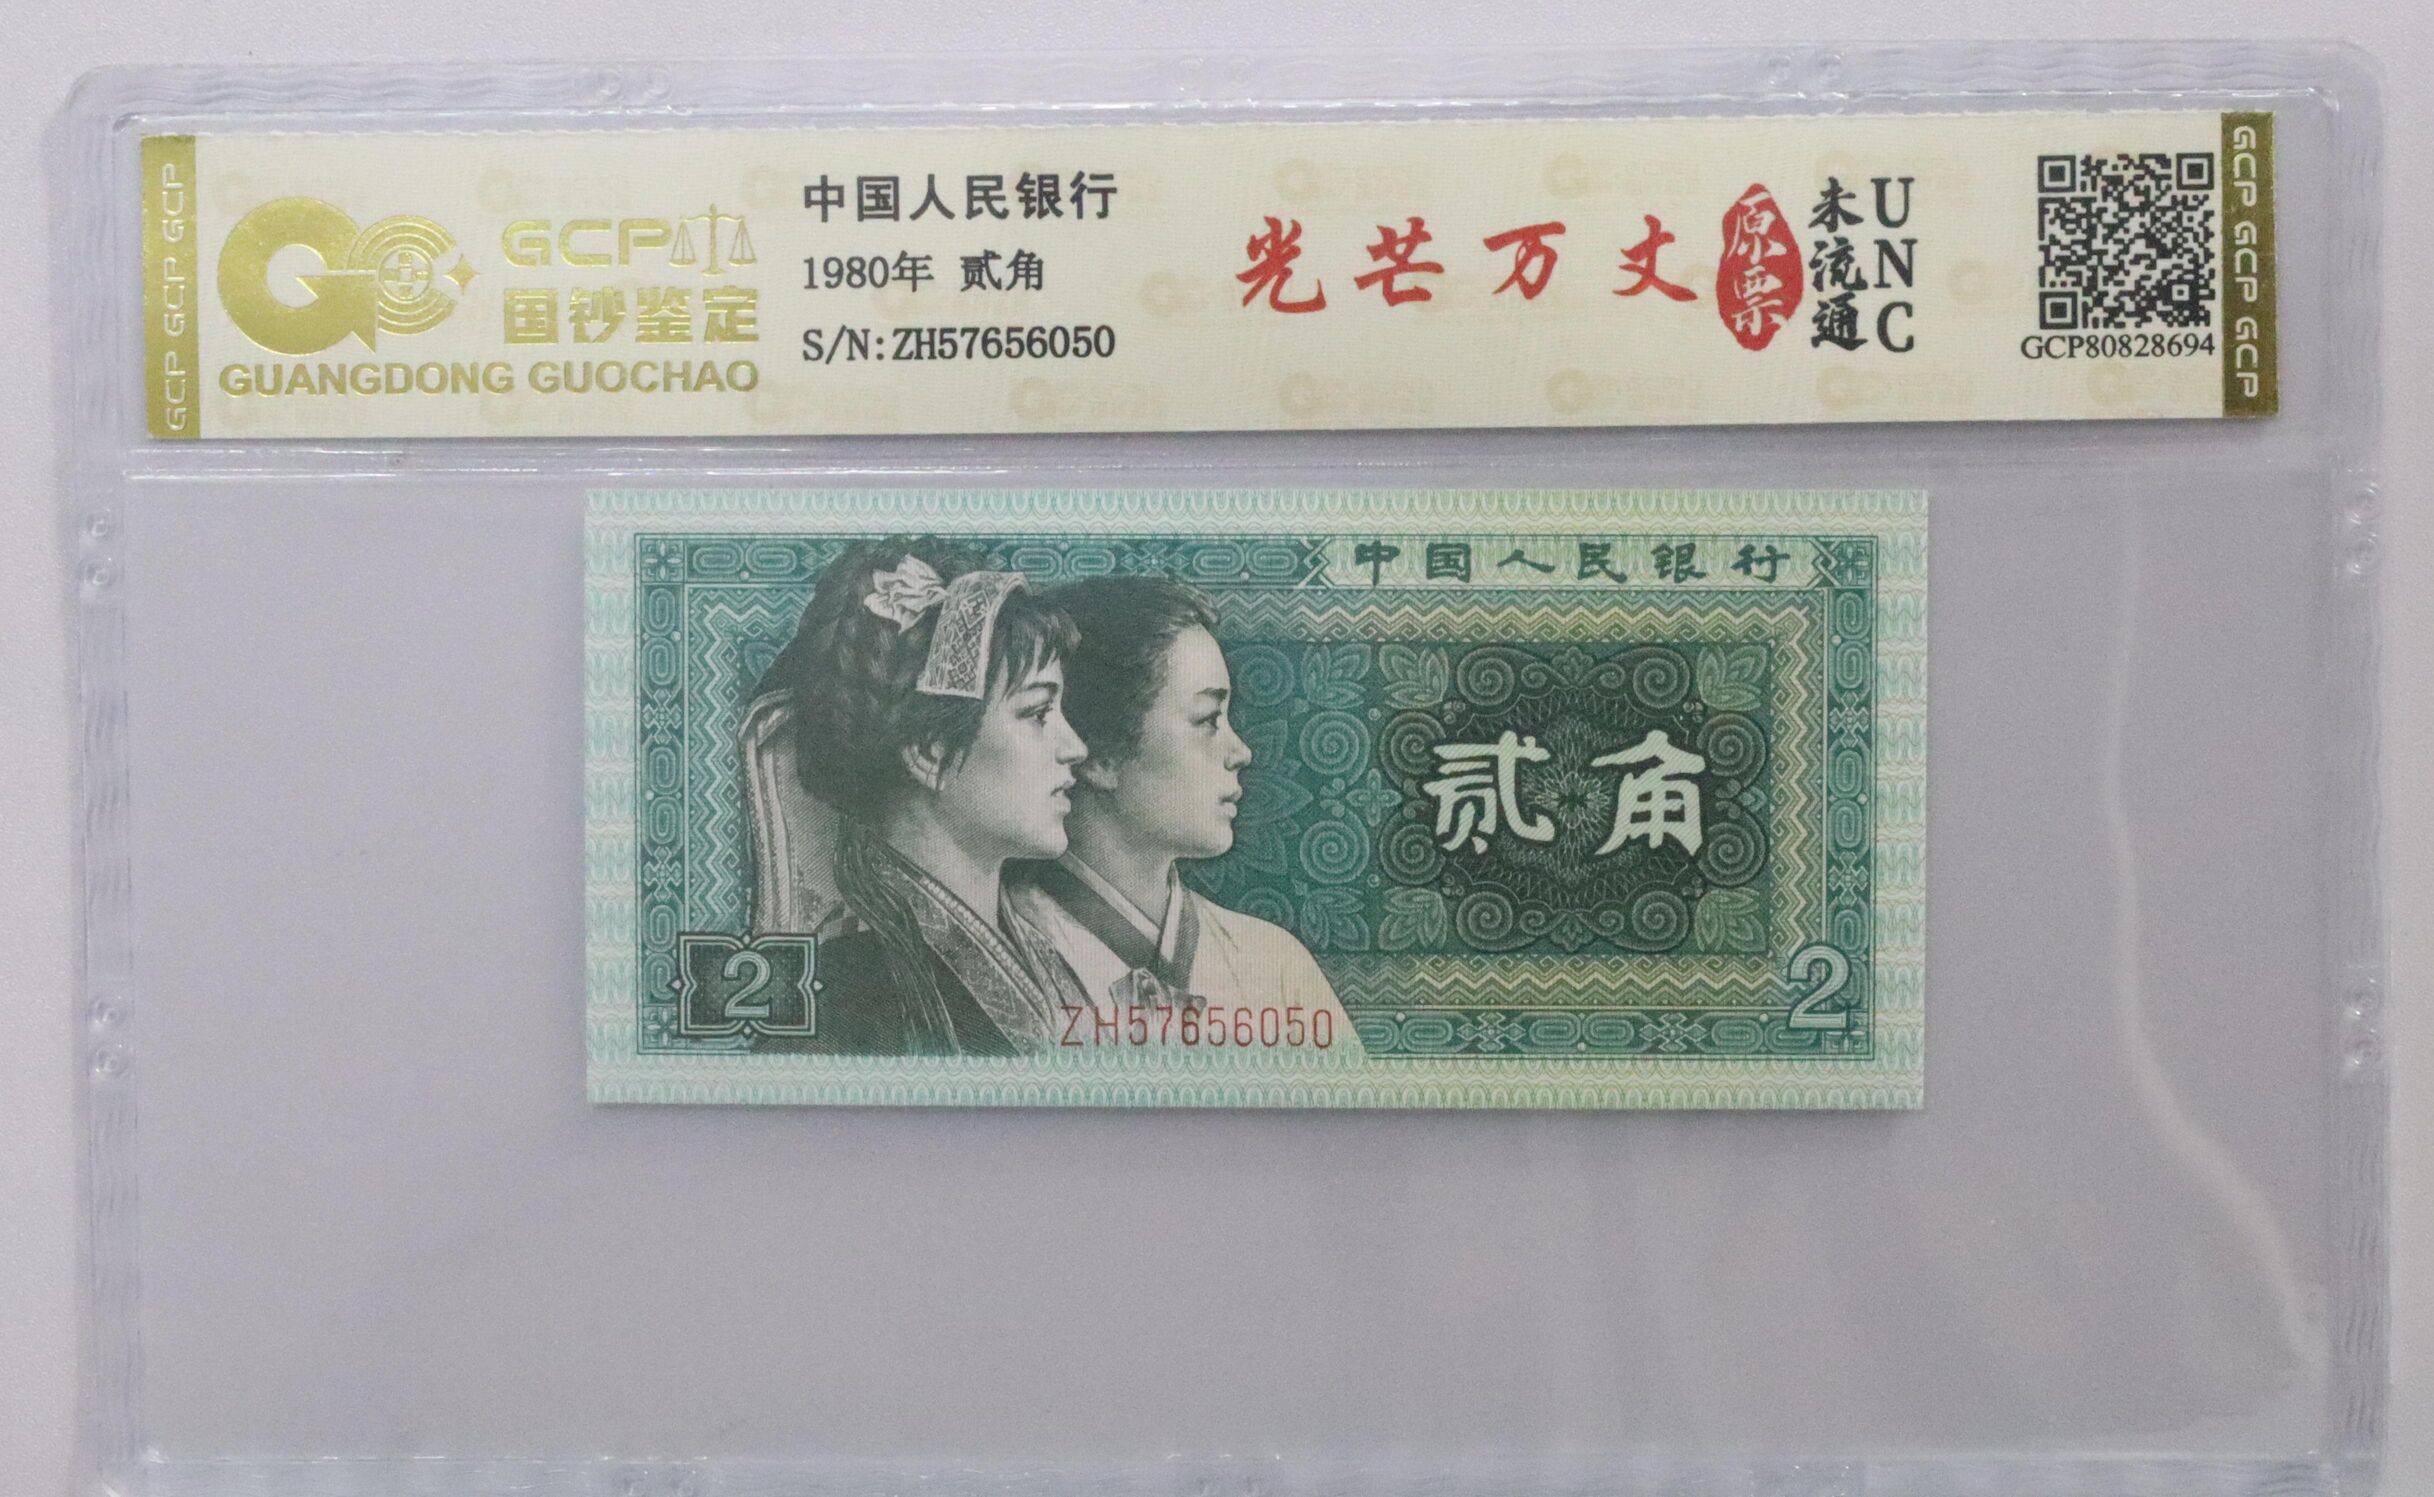 GCP GCP GCP
GCP
国钞鉴定
GUANGDONG GUOCHAO
中国人民银行
1980年 贰角
S/N:ZH57656050
光芒万丈
原票
未流通
UNC
GCP80828694
GCP GCP GCP
中国人民银行
贰角
2
2
ZH57656050